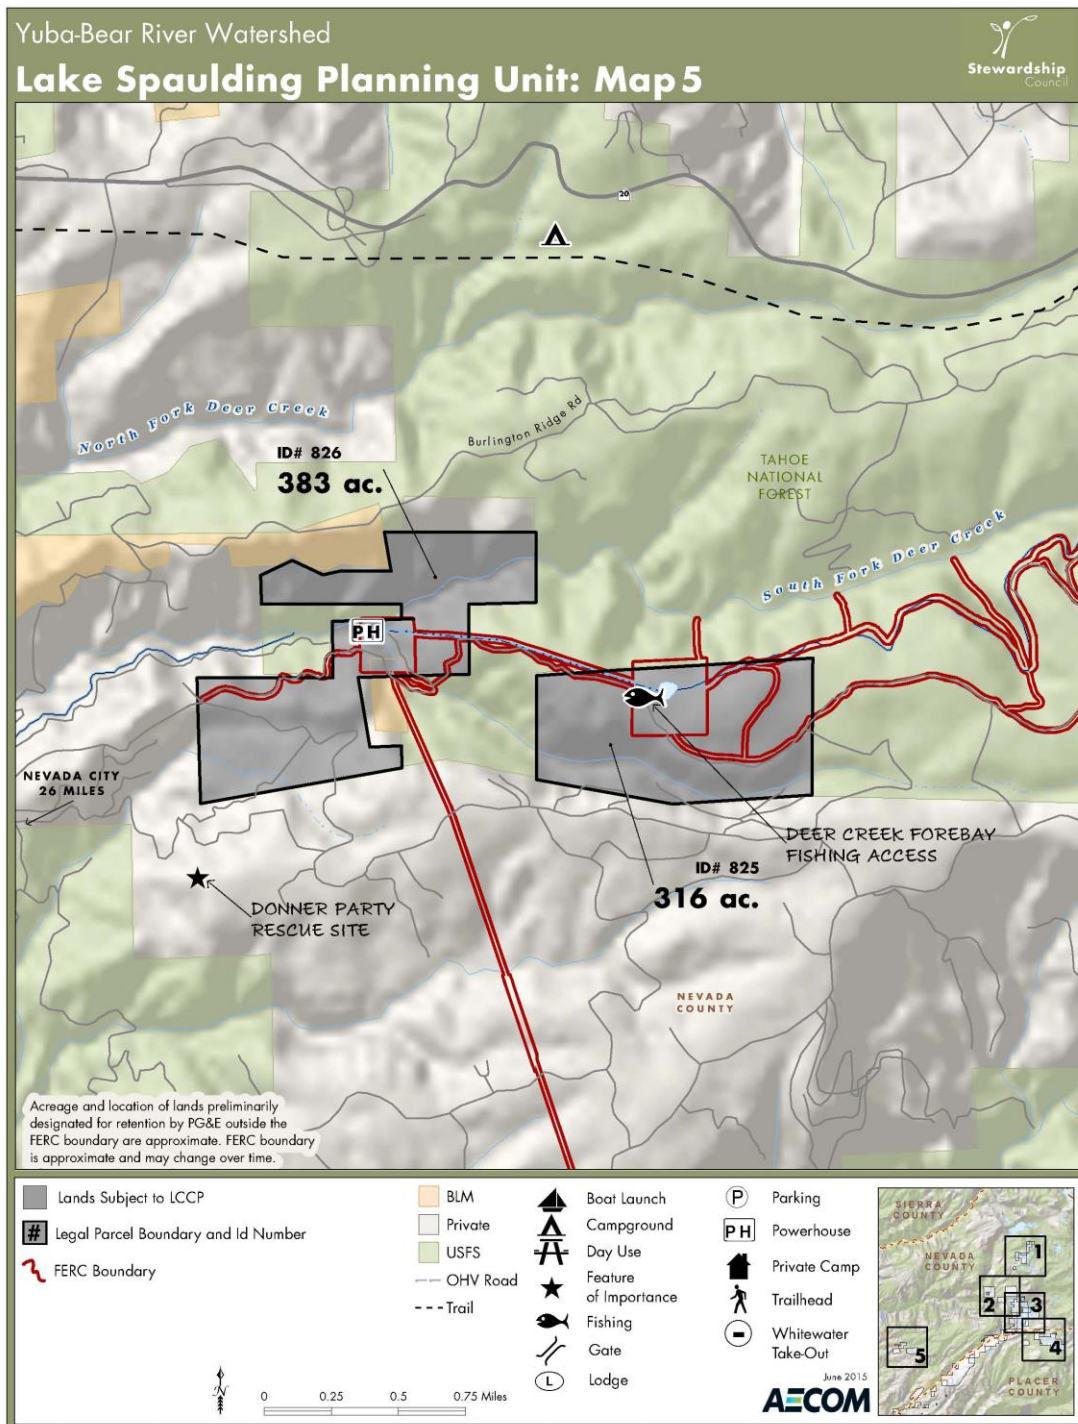 Yuba-Bear River Watershed
Lake Spaulding Planning Unit: Map 5
Stewardship
Council
20
North Fork Deer Creek
Burlington Ridge Rd
ID# 826
383 ac.
TAHOE
NATIONAL
FOREST
South Fork Deer Creek
PH
NEVADA CITY
26 MILES
DEER CREEK FOREBAY
FISHING ACCESS
ID# 825
316 ac.
DONNER PARTY
RESCUE SITE
NEVADA
COUNTY
Acreage and location of lands preliminarily
designated for retention by PG&E outside the
FERC boundary are approximate. FERC boundary
is approximate and may change over time.
Lands Subject to LCCP
# Legal Parcel Boundary and Id Number
FERC Boundary
BLM
Private
USFS
OHV Road
Trail
Boat Launch
Campground
Day Use
Feature
of Importance
Fishing
Gate
L Lodge
P Parking
PH Powerhouse
Private Camp
Trailhead
Whitewater
Take-Out
N
0 0.25 0.5 0.75 Miles
June 2015
AECOM
SIERRA
COUNTY
NEVADA
COUNTY
1
2
3
4
5
PLACER
COUNTY